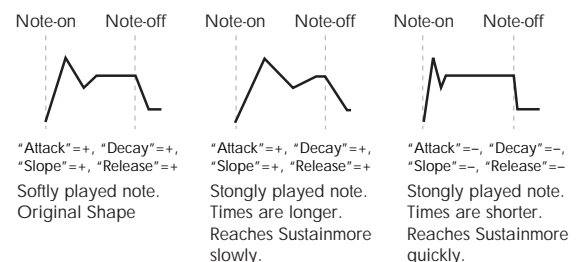 Note-on Note-off
"Attack"=+, "Decay"=+,
"Slope"=+, "Release"=+
Softly played note.
Original Shape
Note-on Note-off
"Attack"=+, "Decay"=+,
"Slope"=+, "Release"=+
Stongly played note.
Times are longer.
Reaches Sustainmore
slowly.
Note-on Note-off
"Attack"=–, "Decay"=–,
"Slope"=–, "Release"=–
Stongly played note.
Times are shorter.
Reaches Sustainmore
quickly.